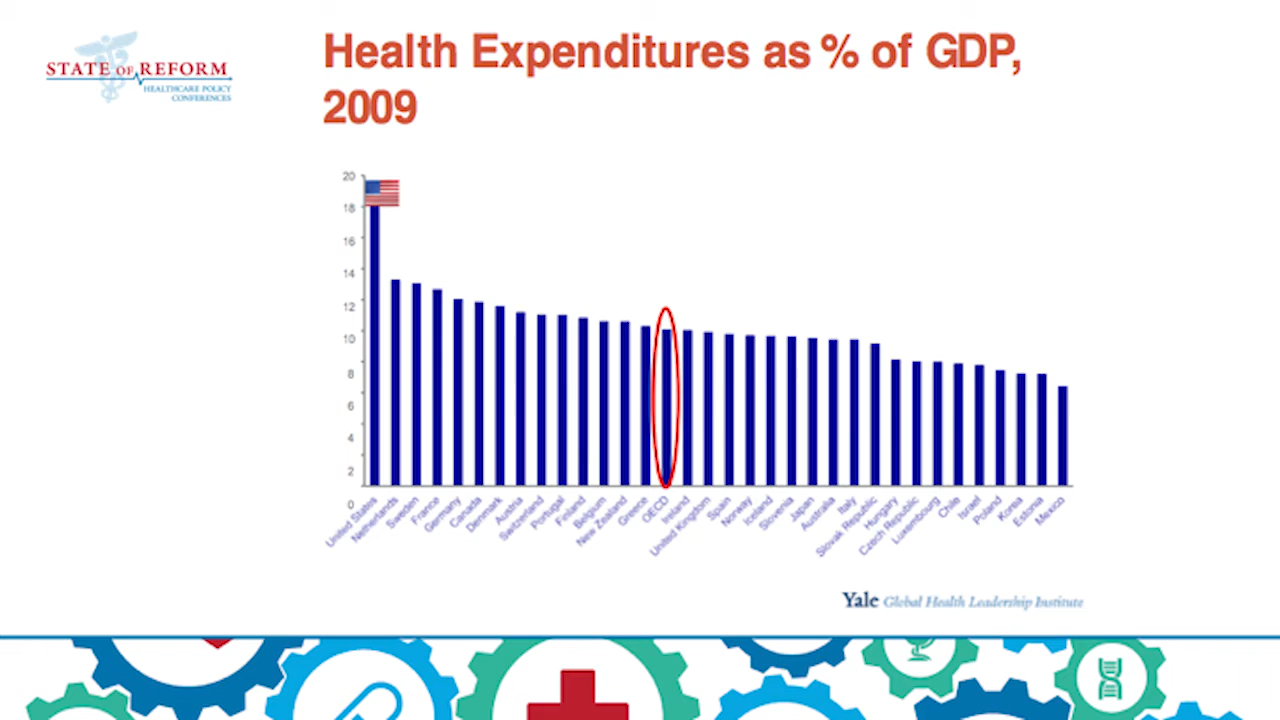 STATE OF REFORM
HEALTHCARE POLICY
CONFERENCES
Health Expenditures as % of GDP,
2009
20
18
16
14
12
10
8
6
4
2
0
United States
Netherlands
Sweden
France
Germany
Canada
Denmark
Austria
Switzerland
Portugal
Finland
Belgium
New Zealand
Greece
OECD
Ireland
United Kingdom
Spain
Norway
Iceland
Slovenia
Japan
Australia
Italy
Slovak Republic
Hungary
Czech Republic
Luxembourg
Chile
Israel
Poland
Korea
Estonia
Mexico
Yale Global Health Leadership Institute